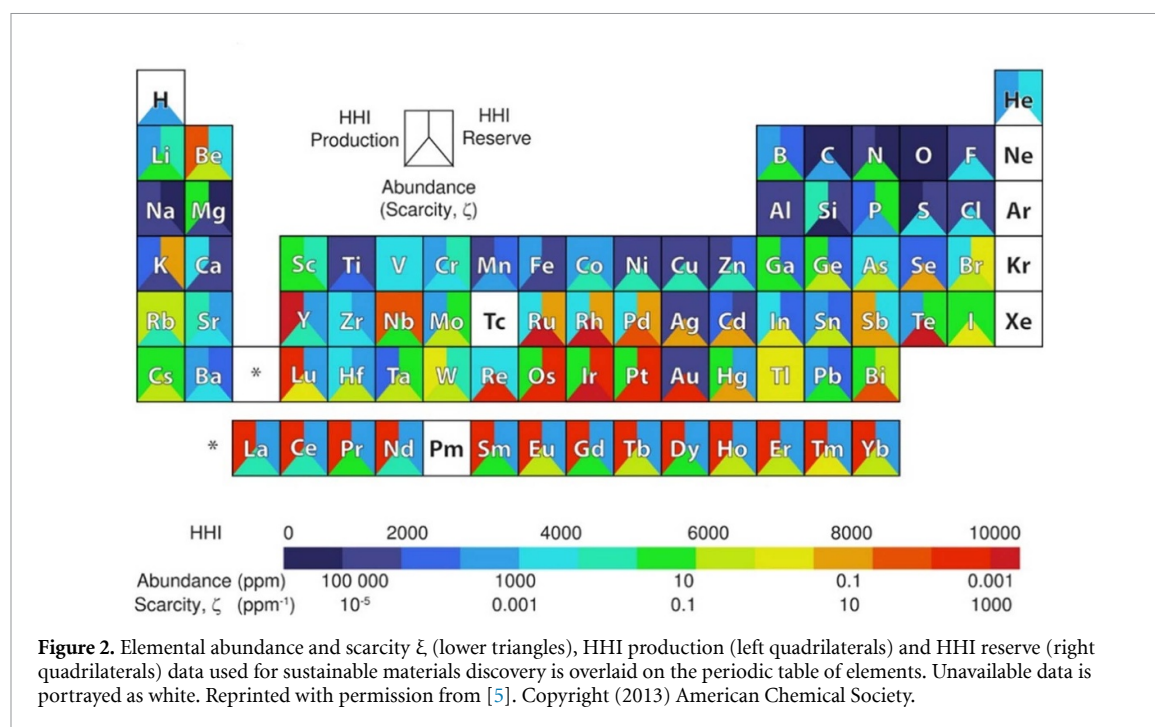 H He
HHI Production HHI Reserve
Li Be B C N O F Ne
Abundance (Scarcity, ζ)
Na Mg Al Si P S Cl Ar
K Ca Sc Ti V Cr Mn Fe Co Ni Cu Zn Ga Ge As Se Br Kr
Rb Sr Y Zr Nb Mo Tc Ru Rh Pd Ag Cd In Sn Sb Te I Xe
Cs Ba * Lu Hf Ta W Re Os Ir Pt Au Hg Tl Pb Bi
* La Ce Pr Nd Pm Sm Eu Gd Tb Dy Ho Er Tm Yb
HHI 0 2000 4000 6000 8000 10000
Abundance (ppm) 100 000 1000 10 0.1 0.001
Scarcity, ζ (ppm⁻¹) 10⁻⁵ 0.001 0.1 10 1000
Figure 2. Elemental abundance and scarcity ξ (lower triangles), HHI production (left quadrilaterals) and HHI reserve (right
quadrilaterals) data used for sustainable materials discovery is overlaid on the periodic table of elements. Unavailable data is
portrayed as white. Reprinted with permission from [5]. Copyright (2013) American Chemical Society.